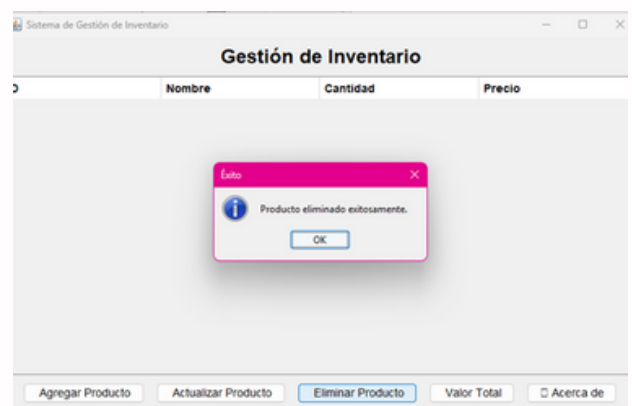 Sistema de Gestión de Inventario
Gestión de Inventario
Nombre Cantidad Precio
Éxito
Producto eliminado exitosamente.
OK
Agregar Producto Actualizar Producto Eliminar Producto Valor Total Acerca de